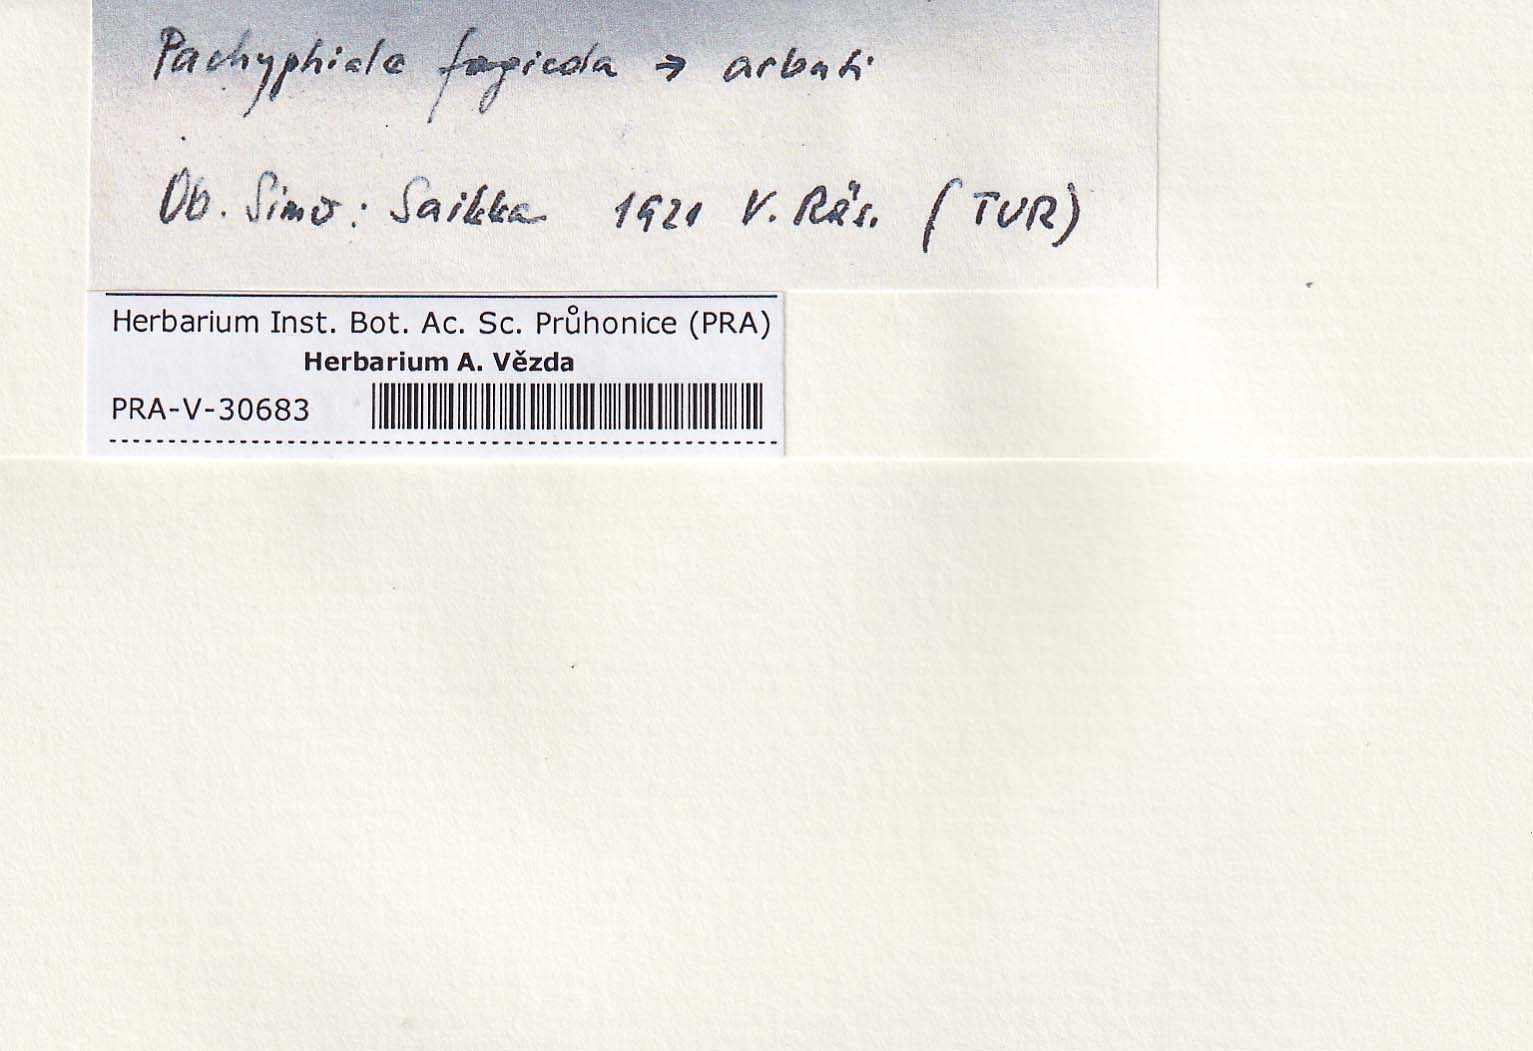 Pachyphiale fagicola → arbuti
Ob. Simo: Saikka 1921 V. Räs. (TUR)
Herbarium Inst. Bot. Ac. Sc. Průhonice (PRA)
Herbarium A. Vězda
PRA-V-30683